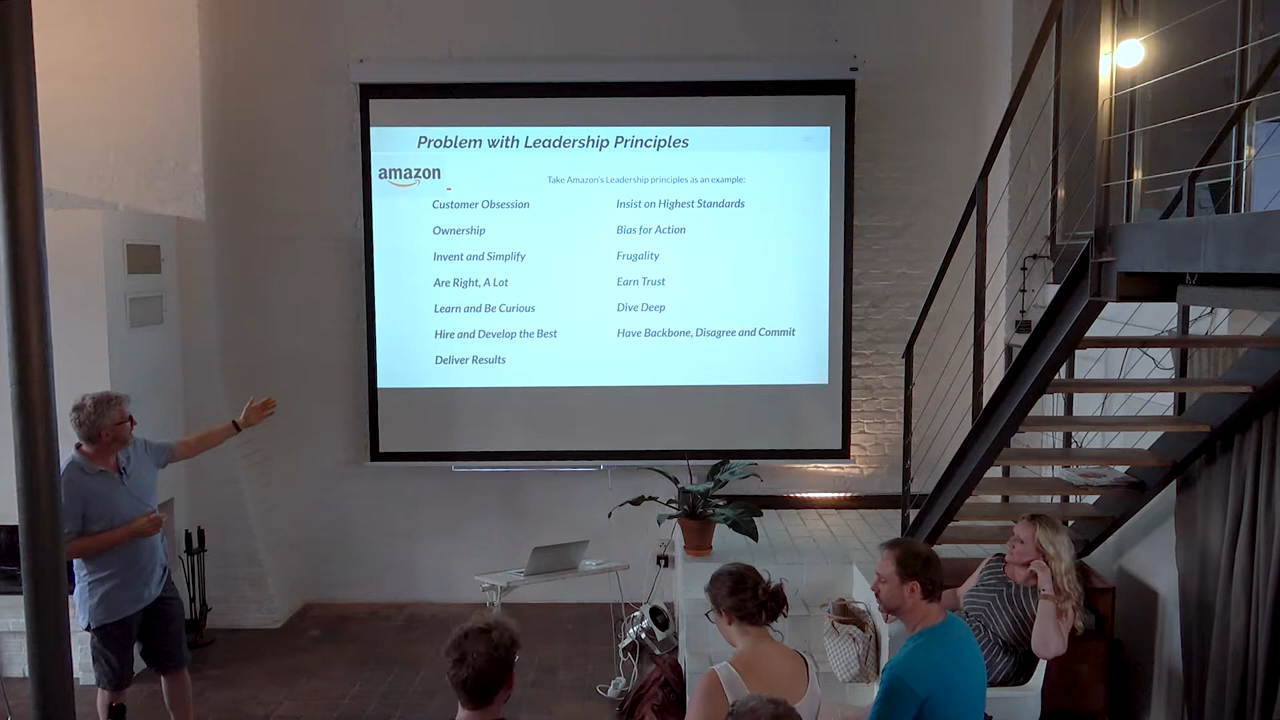 Problem with Leadership Principles
amazon
Take Amazon's Leadership principles as an example:
Customer Obsession
Ownership
Invent and Simplify
Are Right, A Lot
Learn and Be Curious
Hire and Develop the Best
Deliver Results
Insist on Highest Standards
Bias for Action
Frugality
Earn Trust
Dive Deep
Have Backbone, Disagree and Commit